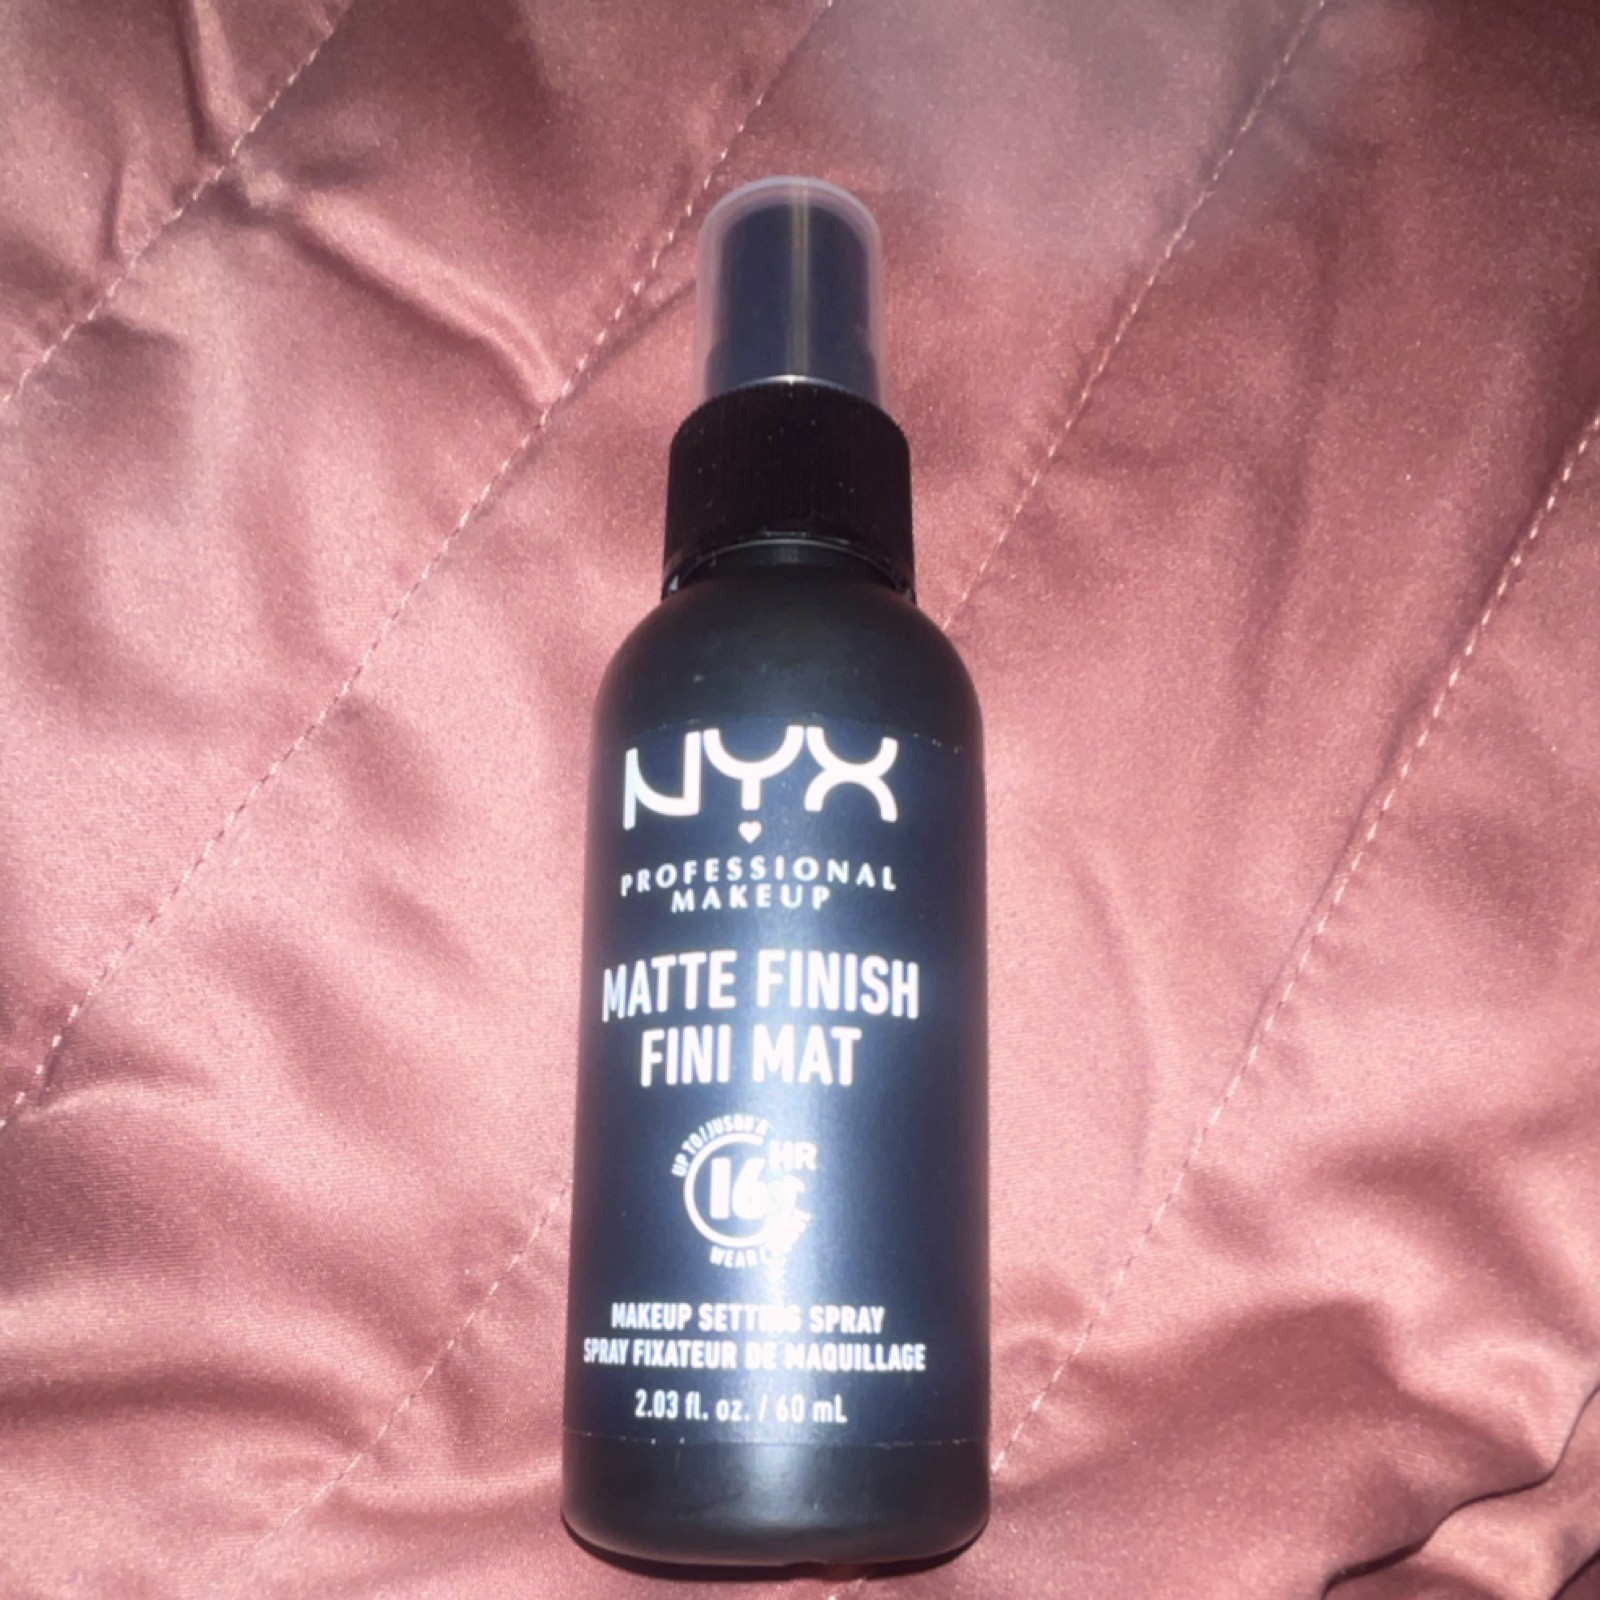 NYX
PROFESSIONAL
MAKEUP
MATTE FINISH
FINI MAT
UP TO/JUSQU'À
16 HR
WEAR
MAKEUP SETTING SPRAY
SPRAY FIXATEUR DE MAQUILLAGE
2.03 fl. oz. / 60 mL